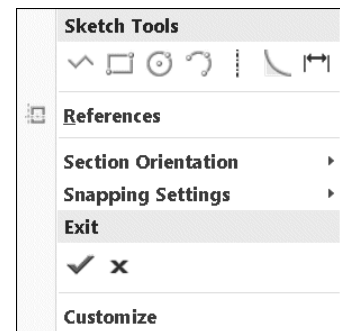 Sketch Tools
References
Section Orientation
Snapping Settings
Exit
Customize